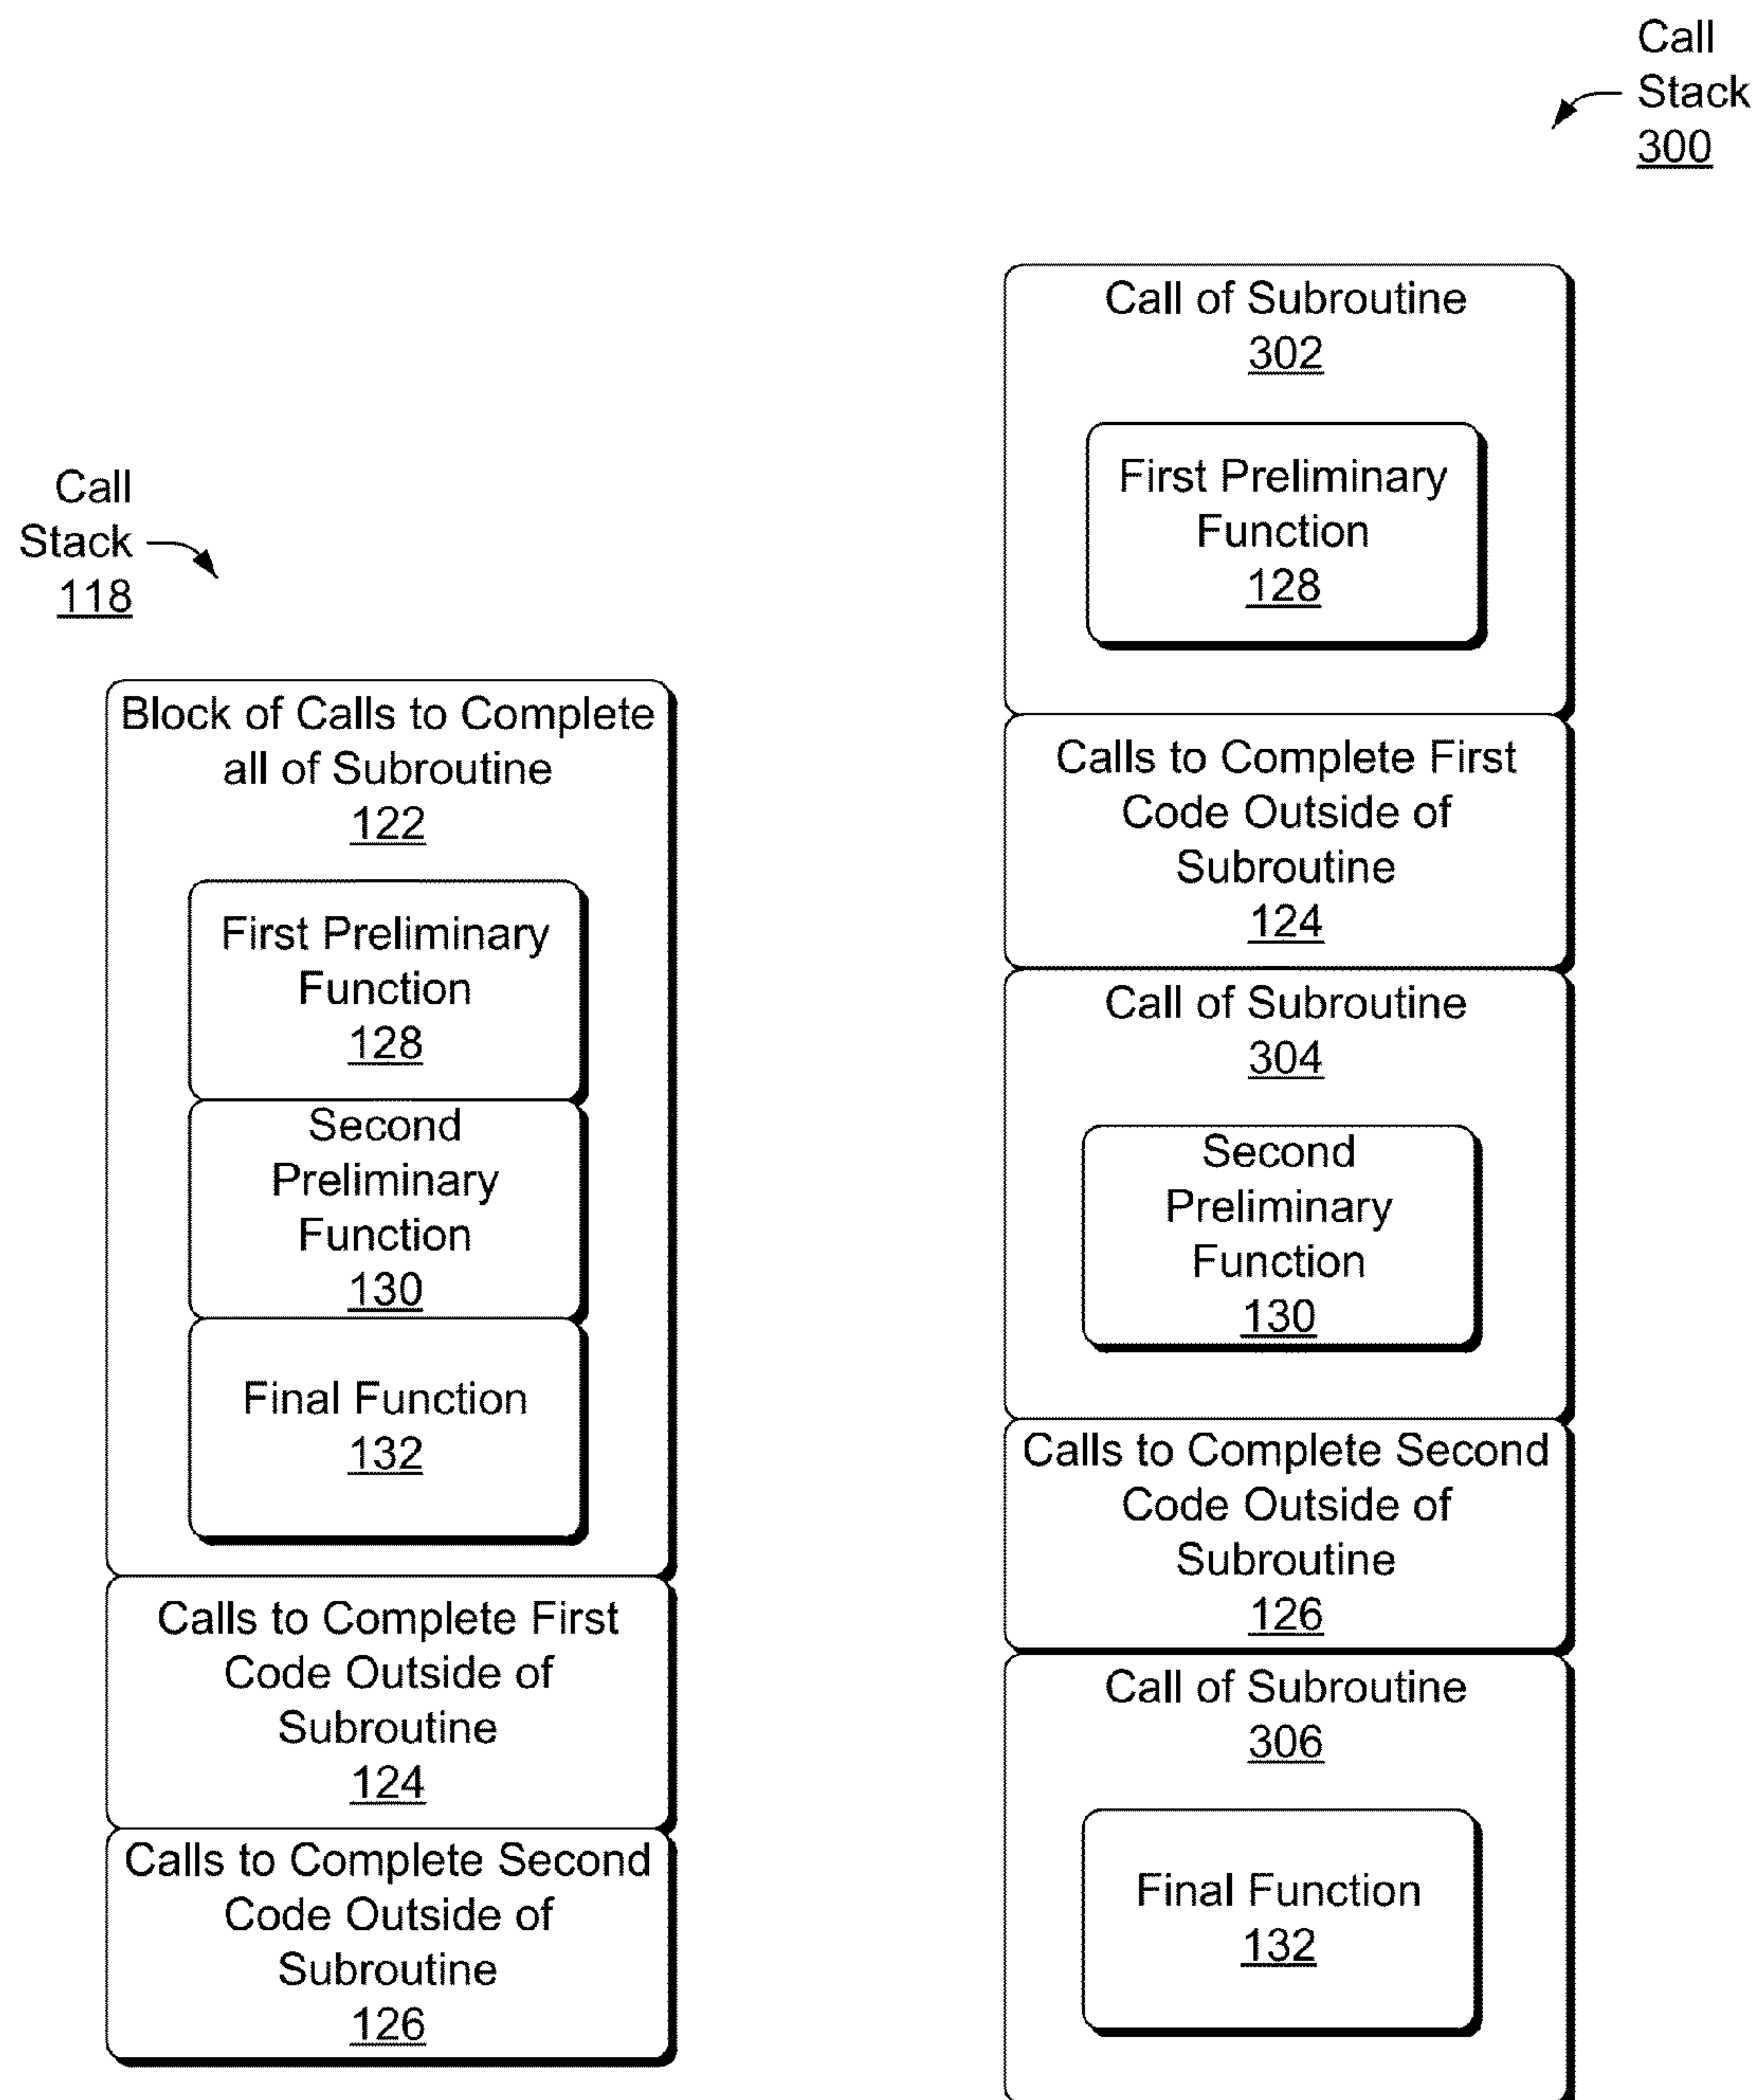 Call
Stack
118
Block of Calls to Complete
all of Subroutine
122
First Preliminary
Function
128
Second
Preliminary
Function
130
Final Function
132
Calls to Complete First
Code Outside of
Subroutine
124
Calls to Complete Second
Code Outside of
Subroutine
126
Call
Stack
300
Call of Subroutine
302
First Preliminary
Function
128
Calls to Complete First
Code Outside of
Subroutine
124
Call of Subroutine
304
Second
Preliminary
Function
130
Calls to Complete Second
Code Outside of
Subroutine
126
Call of Subroutine
306
Final Function
132